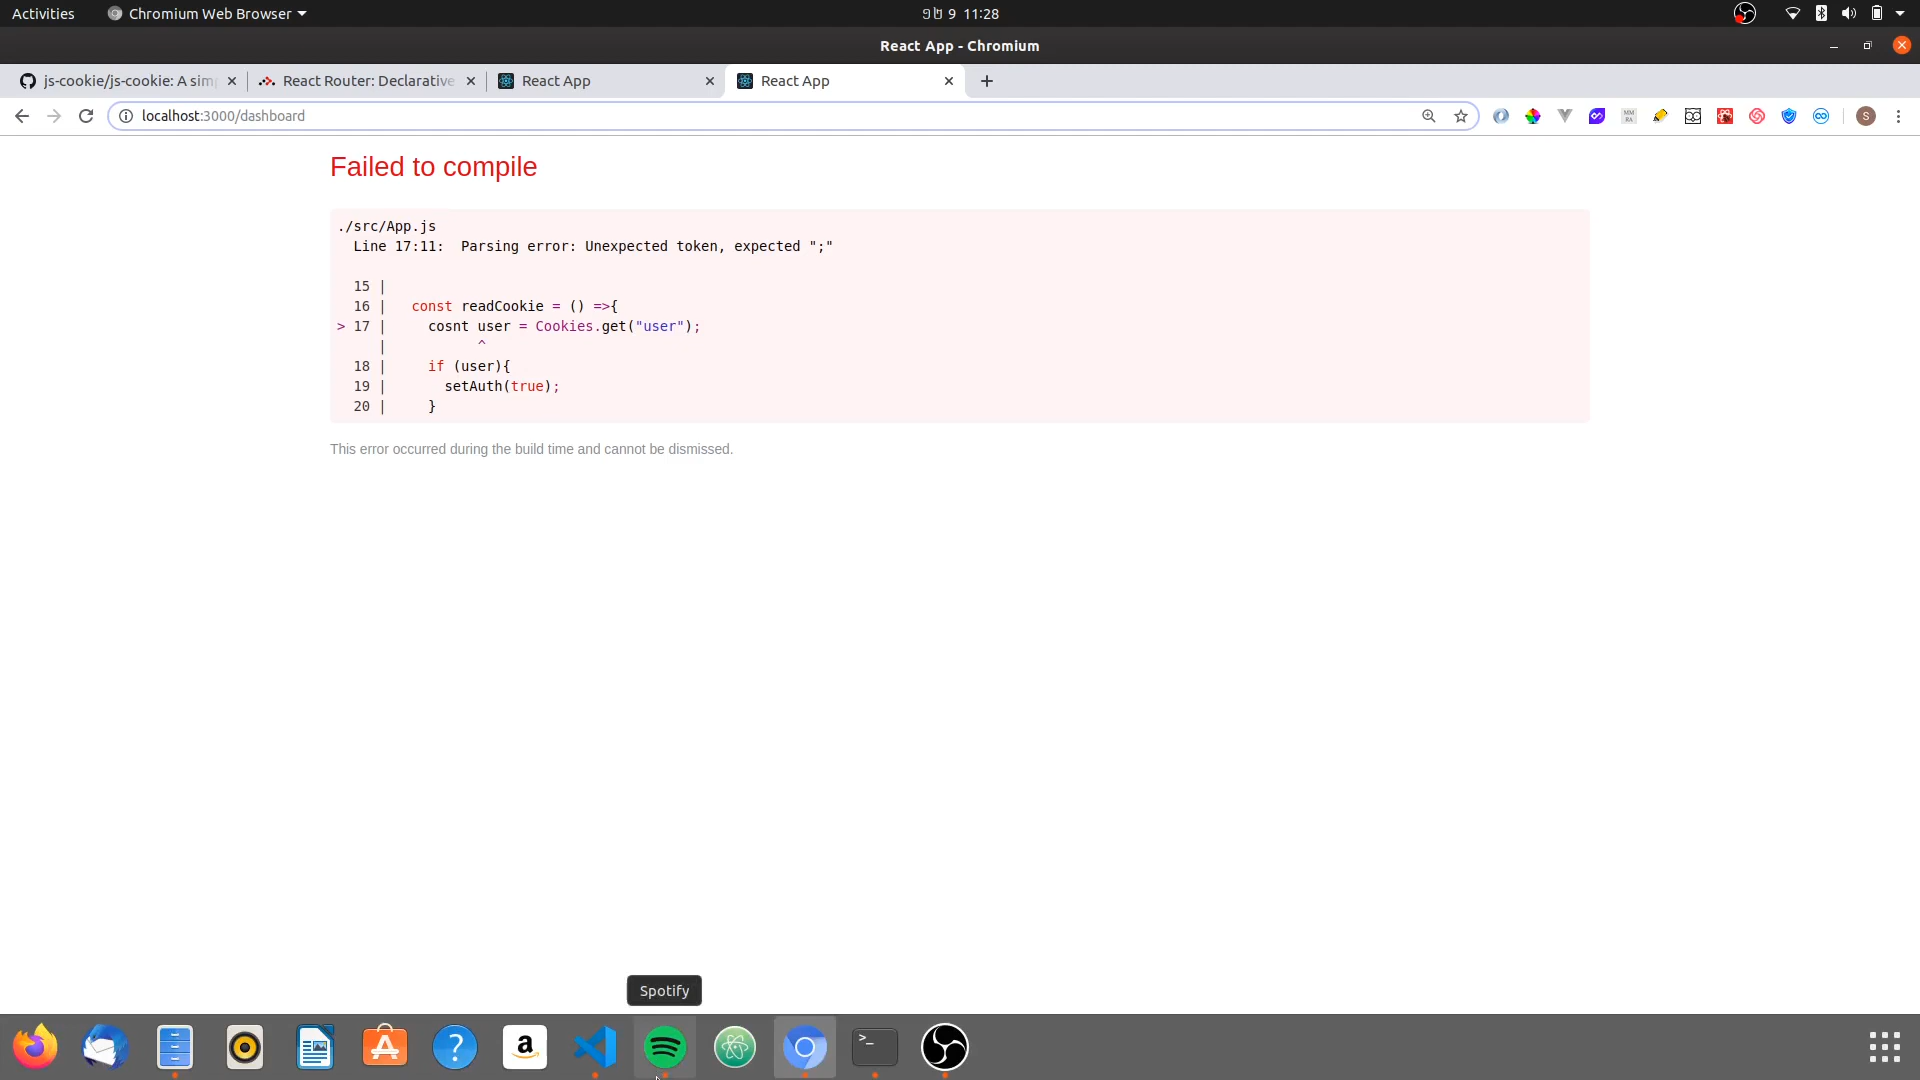 Activities
Chromium Web Browser
9 11:28
React App - Chromium
js-cookie/js-cookie: A sim
React Router: Declarative
React App
React App
localhost:3000/dashboard
MM
RA
S
Failed to compile
./src/App.js
Line 17:11: Parsing error: Unexpected token, expected ";"
15 |
16 | const readCookie = () =>{
> 17 | cosnt user = Cookies.get("user");
| ^
18 | if (user){
19 | setAuth(true);
20 | }
This error occurred during the build time and cannot be dismissed.
Spotify